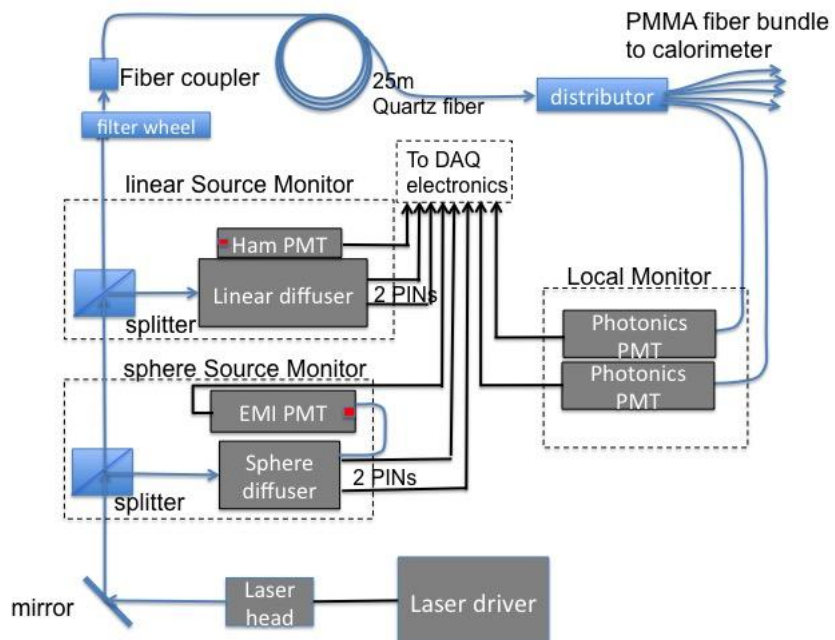 PMMA fiber bundle
to calorimeter
Fiber coupler
25m
Quartz fiber
distributor
filter wheel
To DAQ
electronics
linear Source Monitor
Ham PMT
Linear diffuser
2 PINs
splitter
Local Monitor
Photonics
PMT
Photonics
PMT
sphere Source Monitor
EMI PMT
Sphere
diffuser
2 PINs
splitter
mirror
Laser
head
Laser driver